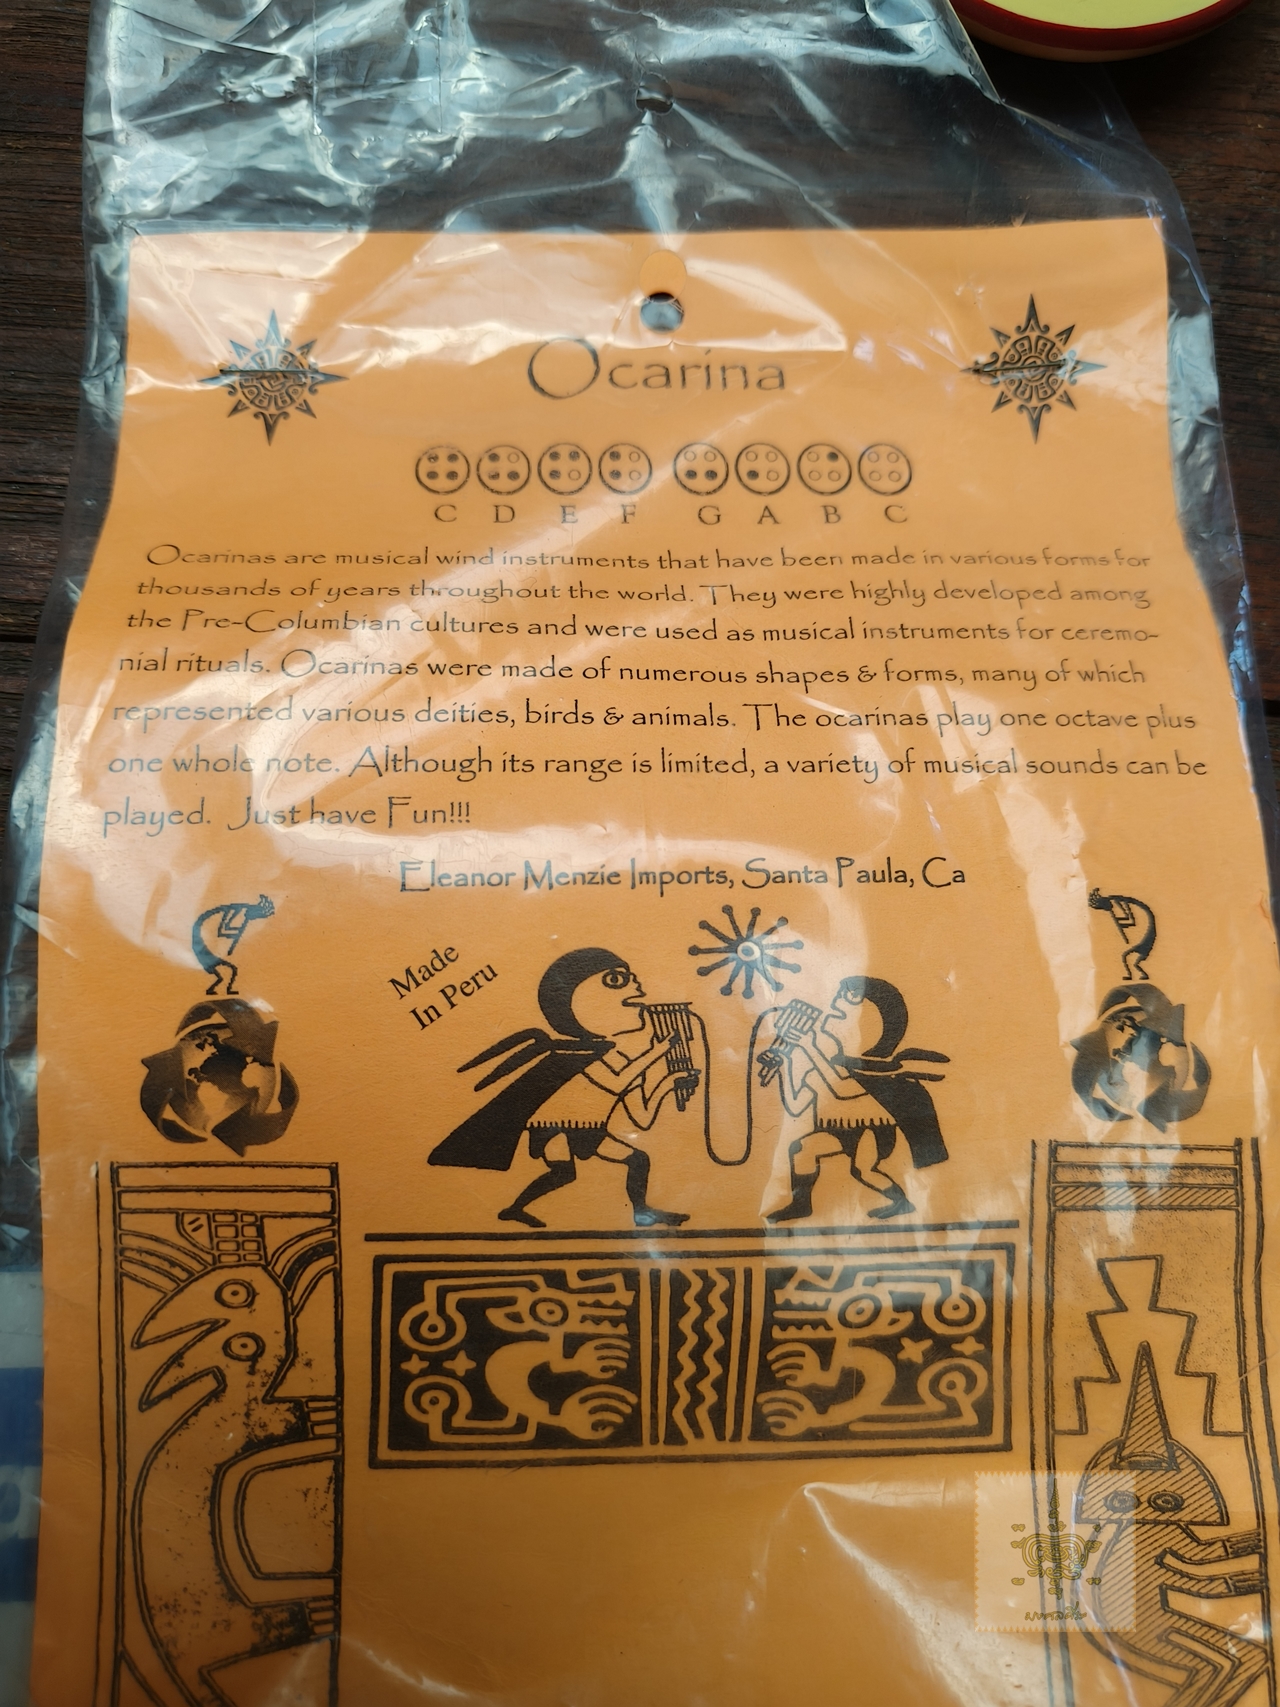 Ocarina
C D E F G A B C
Ocarinas are musical wind instruments that have been made in various forms for
thousands of years throughout the world. They were highly developed among
the Pre-Columbian cultures and were used as musical instruments for ceremo-
nial rituals. Ocarinas were made of numerous shapes & forms, many of which
represented various deities, birds & animals. The ocarinas play one octave plus
one whole note. Although its range is limited, a variety of musical sounds can be
played. Just have Fun!!!
Eleanor Menzie Imports, Santa Paula, Ca
Made
In Peru